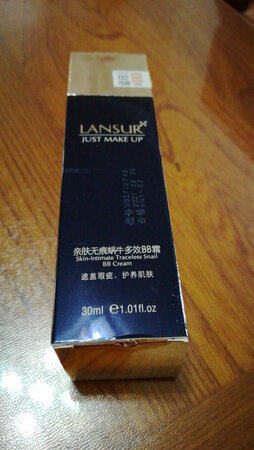 02
LANSUR
JUST MAKE UP
亲肤无痕蜗牛多效BB霜
Skin-Intimate Traceless Snail
BB Cream
遮盖瑕疵，护养肌肤
30ml ℮1.01fl.oz